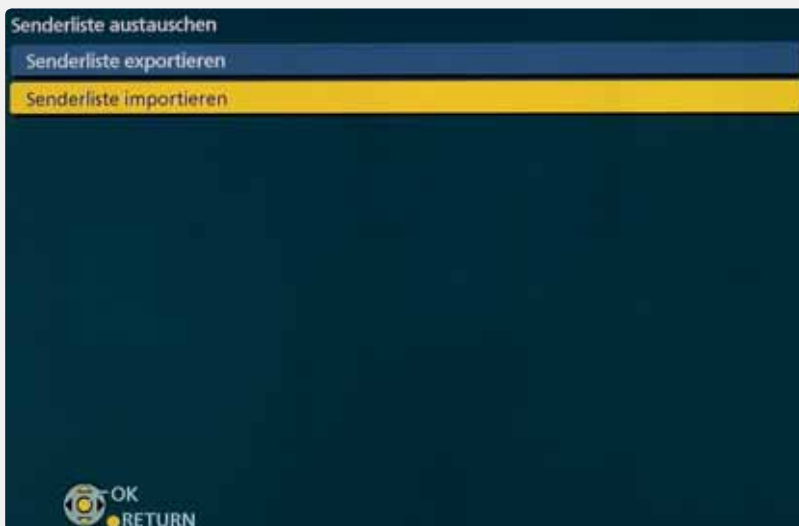 Senderliste austauschen
Senderliste exportieren
Senderliste importieren
OK
RETURN